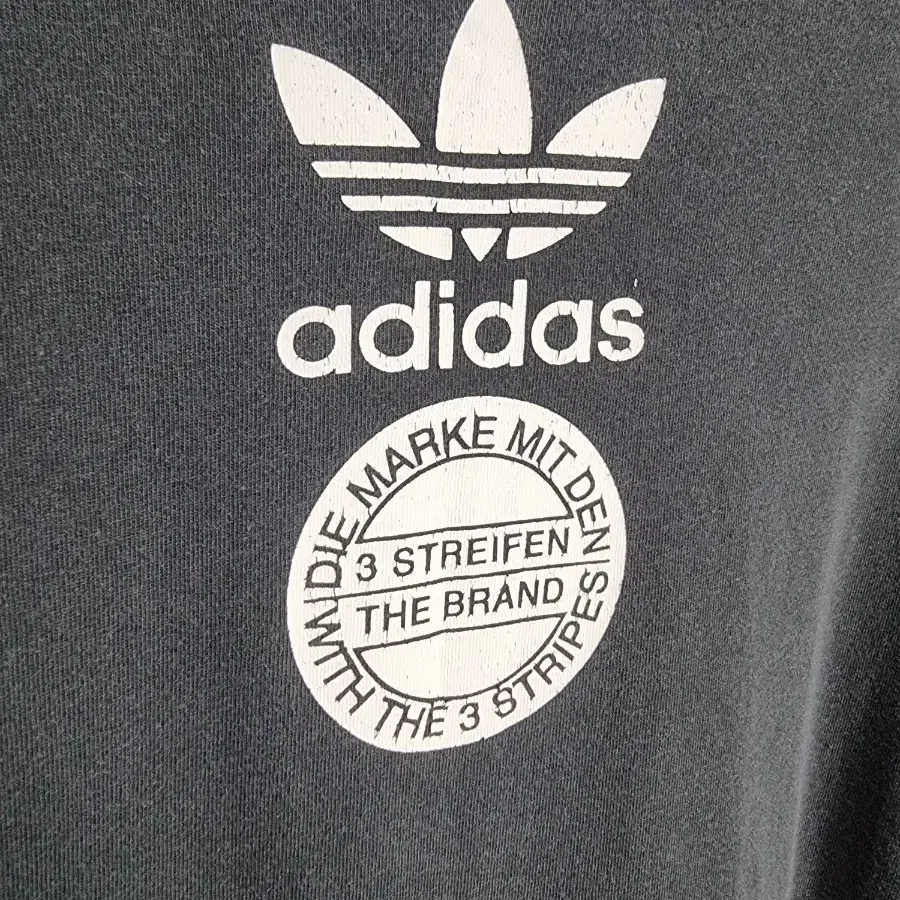 adidas
DIE MARKE MIT DEN
3 STREIFEN
THE BRAND
WITH THE 3 STRIPES